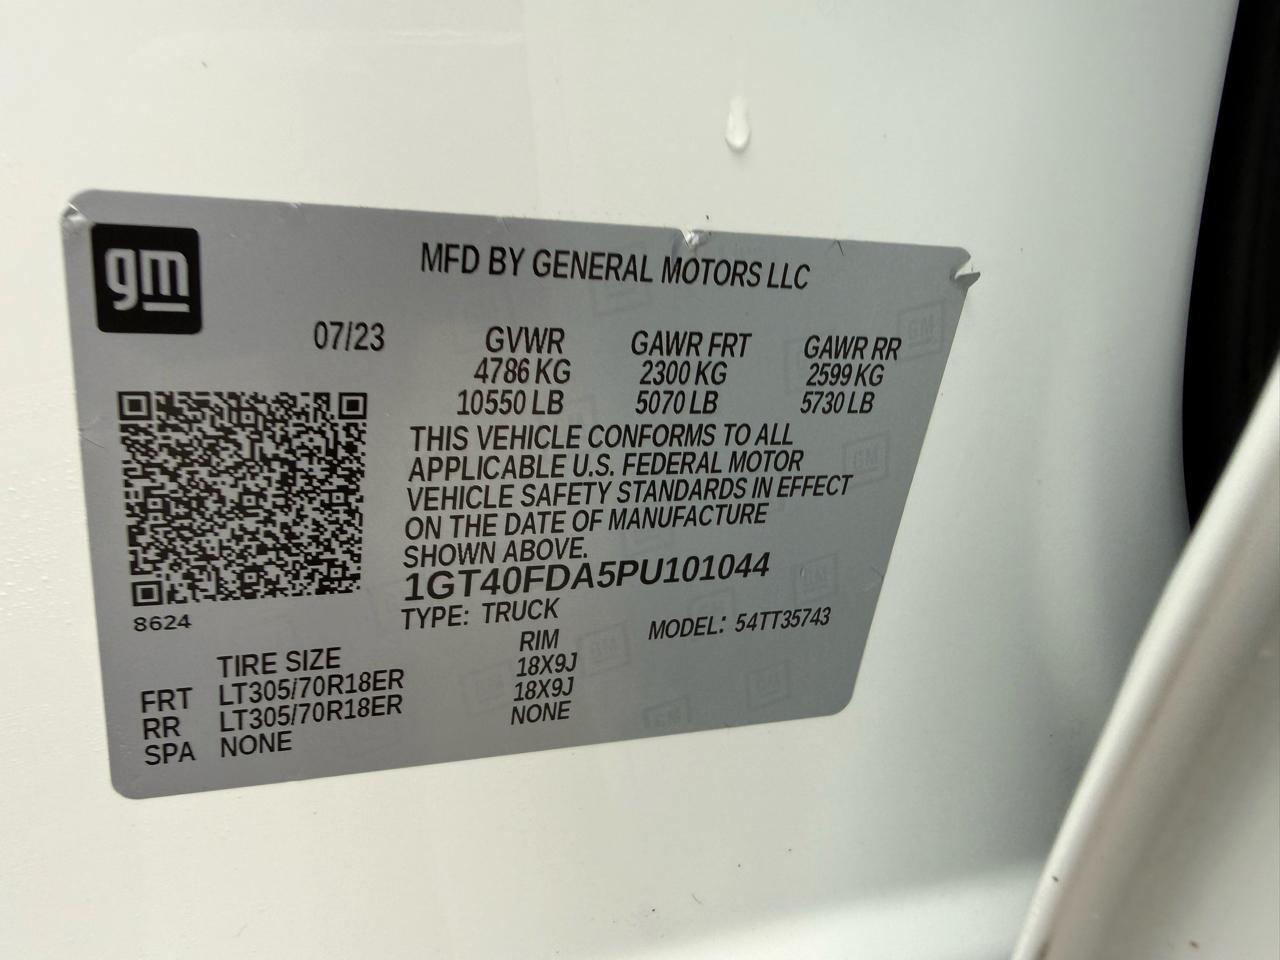 gm
MFD BY GENERAL MOTORS LLC
07/23 GVWR GAWR FRT GAWR RR
4786 KG 2300 KG 2599 KG
10550 LB 5070 LB 5730 LB
THIS VEHICLE CONFORMS TO ALL
APPLICABLE U.S. FEDERAL MOTOR
VEHICLE SAFETY STANDARDS IN EFFECT
ON THE DATE OF MANUFACTURE
SHOWN ABOVE.
1GT40FDA5PU101044
8624
TYPE: TRUCK MODEL: 54TT35743
TIRE SIZE RIM
FRT LT305/70R18ER 18X9J
RR LT305/70R18ER 18X9J
SPA NONE NONE